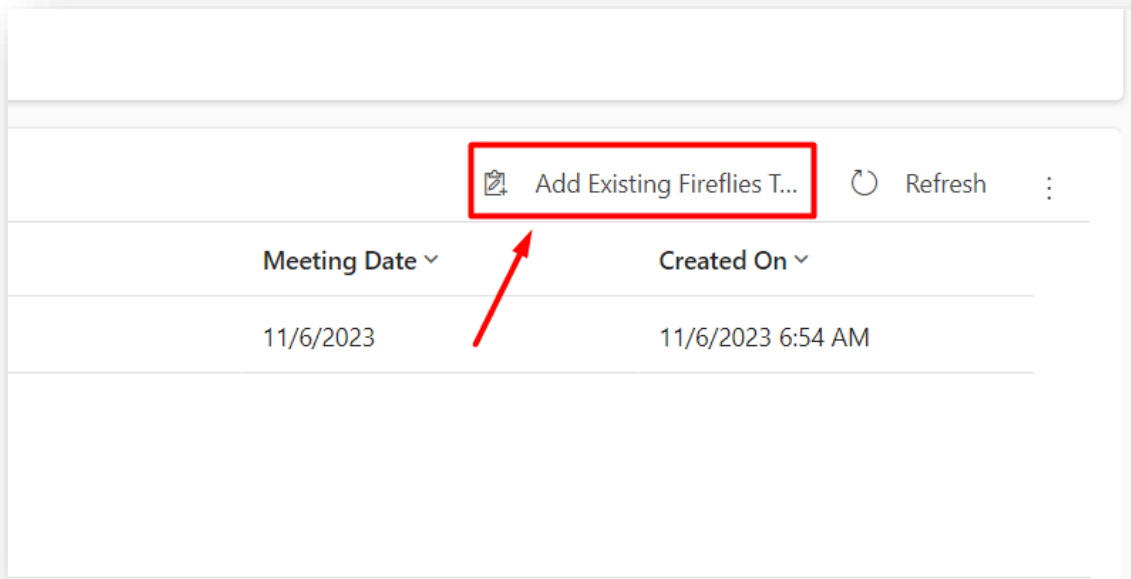 Add Existing Fireflies T... Refresh
Meeting Date Created On
11/6/2023 11/6/2023 6:54 AM